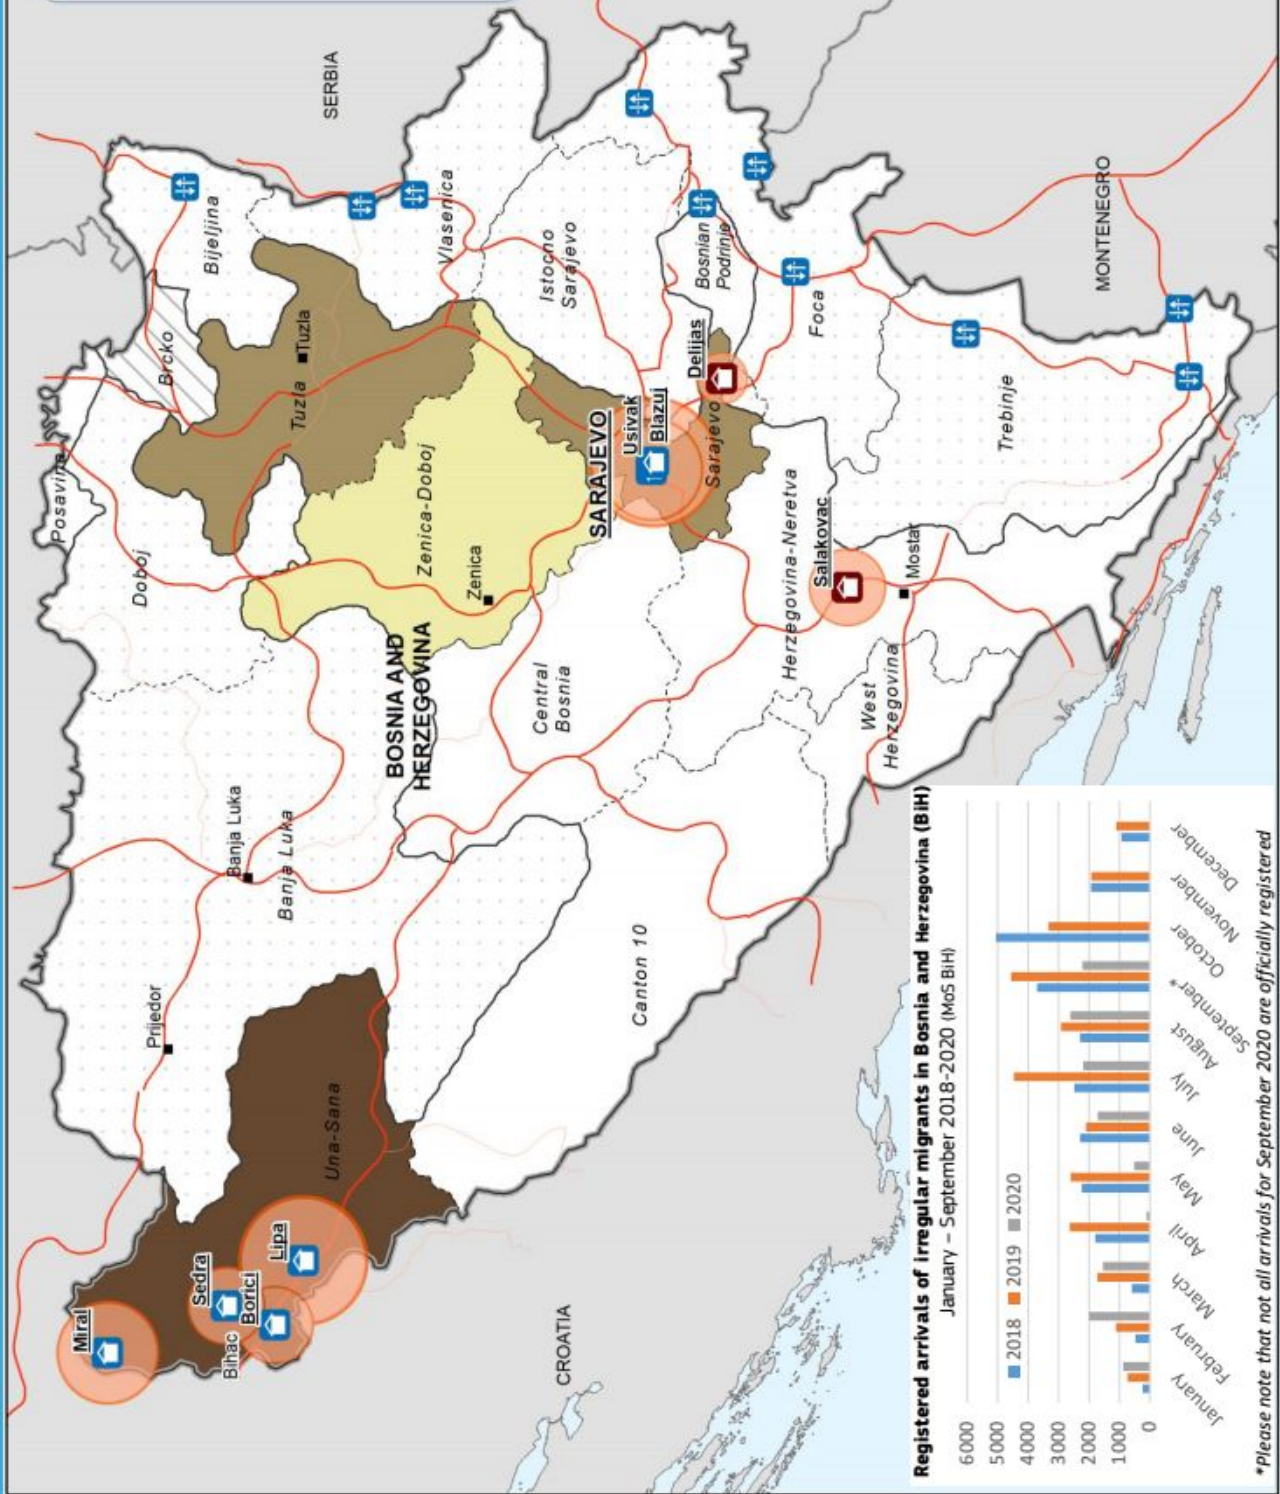 Miral
Sedra
Bihac
Borici
Lipa
Una-Sana
Prijedor
Banja Luka
Banja Luka
Doboj
Posavina
Brcko
Bijeljina
SERBIA
Tuzla
Tuzla
BOSNIA AND
HERZEGOVINA
Zenica-Doboj
Zenica
Vlasenica
CROATIA
Canton 10
Central
Bosnia
Istocno
Sarajevo
SARAJEVO
Usivak
Blazuj
Delijas
Sarajevo
Bosnian
Podrinje
Herzegovina-Neretva
Salakovac
Foca
West
Herzegovina
Mostar
Trebinje
MONTENEGRO
Registered arrivals of irregular migrants in Bosnia and Herzegovina (BiH)
January – September 2018-2020 (MoS BiH)
6000
5000
4000
3000
2000
1000
0
2018 2019 2020
January
February
March
April
May
June
July
August
September*
October
November
December
*Please note that not all arrivals for September 2020 are officially registered